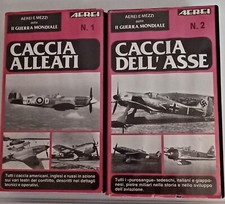 AEREI
AEREI E MEZZI
della
II GUERRA MONDIALE
N. 1
CACCIA
ALLEATI
Tutti i caccia americani, inglesi e russi in azione
sui vari teatri del conflitto, descritti nei dettagli
tecnici e operativi.
AEREI
AEREI E MEZZI
della
II GUERRA MONDIALE
N. 2
CACCIA
DELL'ASSE
Tutti i «purosangue» tedeschi, italiani e giappo-
nesi, pietre miliari nella storia e nello sviluppo
dell'aviazione.